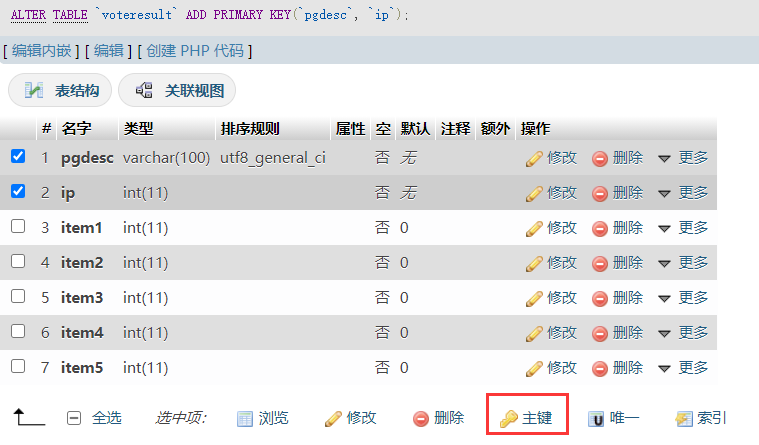 ALTER TABLE `voteresult` ADD PRIMARY KEY(`pgdesc`, `ip`);
[ 编辑内嵌 ] [ 编辑 ] [ 创建 PHP 代码 ]
表结构 关联视图
# 名字 类型 排序规则 属性 空 默认 注释 额外 操作
1 pgdesc varchar(100) utf8_general_ci 否 无 修改 删除 更多
2 ip int(11) 否 无 修改 删除 更多
3 item1 int(11) 否 0 修改 删除 更多
4 item2 int(11) 否 0 修改 删除 更多
5 item3 int(11) 否 0 修改 删除 更多
6 item4 int(11) 否 0 修改 删除 更多
7 item5 int(11) 否 0 修改 删除 更多
全选 选中项: 浏览 修改 删除 主键 U 唯一 索引